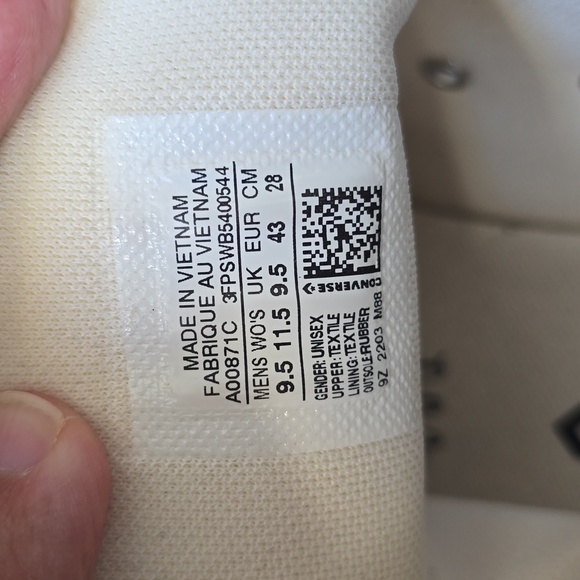 MADE IN VIETNAM
FABRIQUE AU VIETNAM
A00871C 3FPSWB5400544
MENS WO'S UK EUR CM
9.5 11.5 9.5 43 28
GENDER: UNISEX
UPPER: TEXTILE
LINING: TEXTILE
OUTSOLE:RUBBER
9Z 2203 M88
CONVERSE